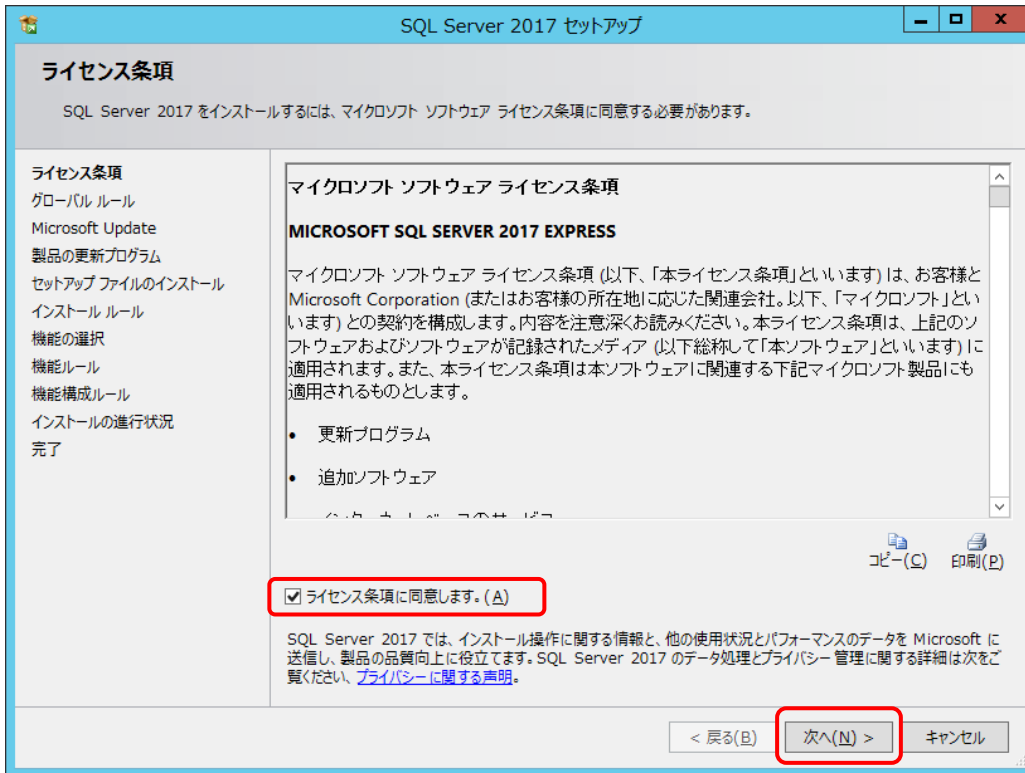 SQL Server 2017 セットアップ
ライセンス条項
SQL Server 2017 をインストールするには、マイクロソフト ソフトウェア ライセンス条項に同意する必要があります。
ライセンス条項
グローバル ルール
Microsoft Update
製品の更新プログラム
セットアップ ファイルのインストール
インストール ルール
機能の選択
機能ルール
機能構成ルール
インストールの進行状況
完了
マイクロソフト ソフトウェア ライセンス条項
MICROSOFT SQL SERVER 2017 EXPRESS
マイクロソフト ソフトウェア ライセンス条項 (以下、「本ライセンス条項」といいます) は、お客様と
Microsoft Corporation (またはお客様の所在地に応じた関連会社。以下、「マイクロソフト」とい
います) との契約を構成します。内容を注意深くお読みください。本ライセンス条項は、上記のソ
フトウェアおよびソフトウェアが記録されたメディア (以下総称して「本ソフトウェア」といいます) に
適用されます。また、本ライセンス条項は本ソフトウェアに関連する下記マイクロソフト製品にも
適用されるものとします。
• 更新プログラム
• 追加ソフトウェア
コピー(C) 印刷(P)
ライセンス条項に同意します。(A)
SQL Server 2017 では、インストール操作に関する情報と、他の使用状況とパフォーマンスのデータを Microsoft に
送信し、製品の品質向上に役立てます。SQL Server 2017 のデータ処理とプライバシー管理に関する詳細は次をご
覧ください、プライバシーに関する声明。
< 戻る(B) 次へ(N) > キャンセル